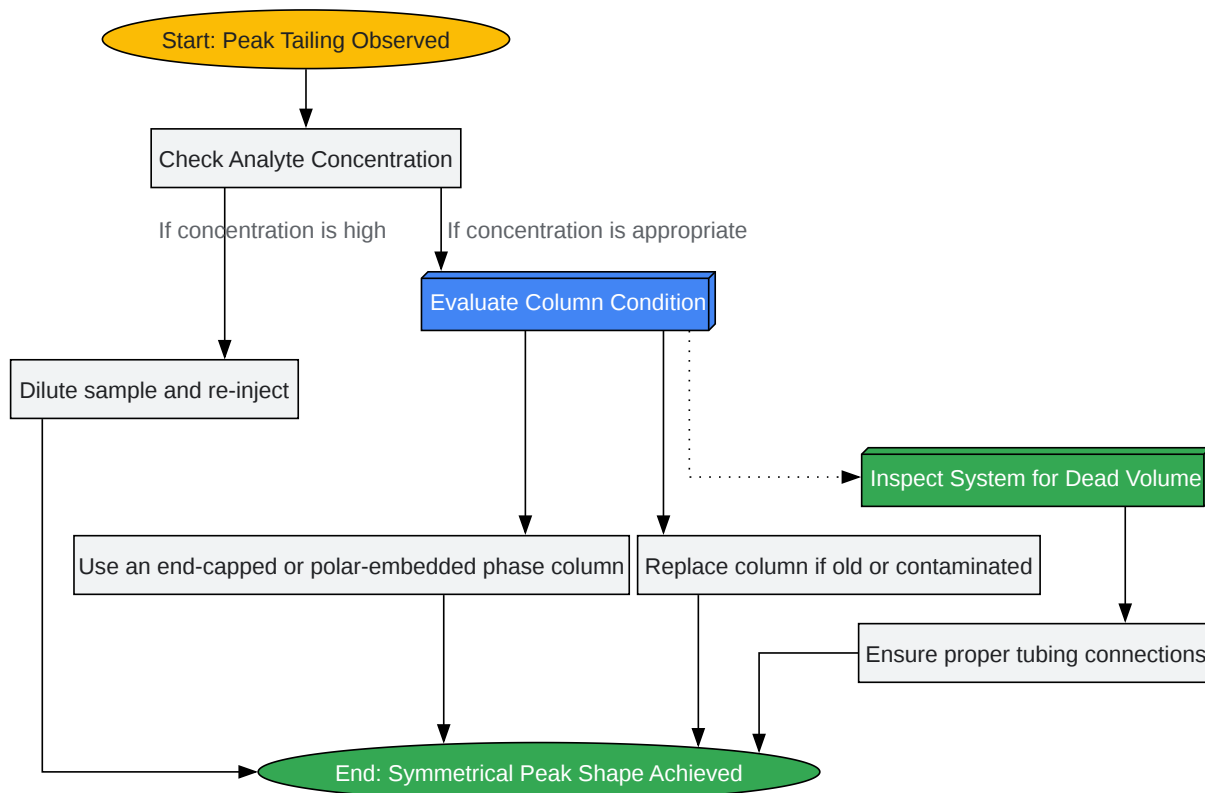 Start: Peak Tailing Observed
Check Analyte Concentration
If concentration is high
If concentration is appropriate
Evaluate Column Condition
Dilute sample and re-inject
Inspect System for Dead Volume
Use an end-capped or polar-embedded phase column
Replace column if old or contaminated
Ensure proper tubing connections
End: Symmetrical Peak Shape Achieved